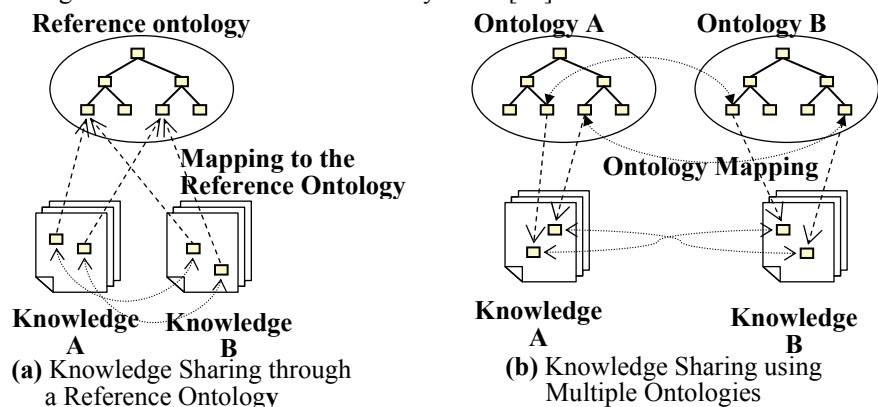 Reference ontology
Ontology A
Ontology B
Mapping to the
Reference Ontology
Ontology Mapping
Knowledge
A
Knowledge
B
Knowledge
A
Knowledge
B
(a) Knowledge Sharing through
a Reference Ontology
(b) Knowledge Sharing using
Multiple Ontologies